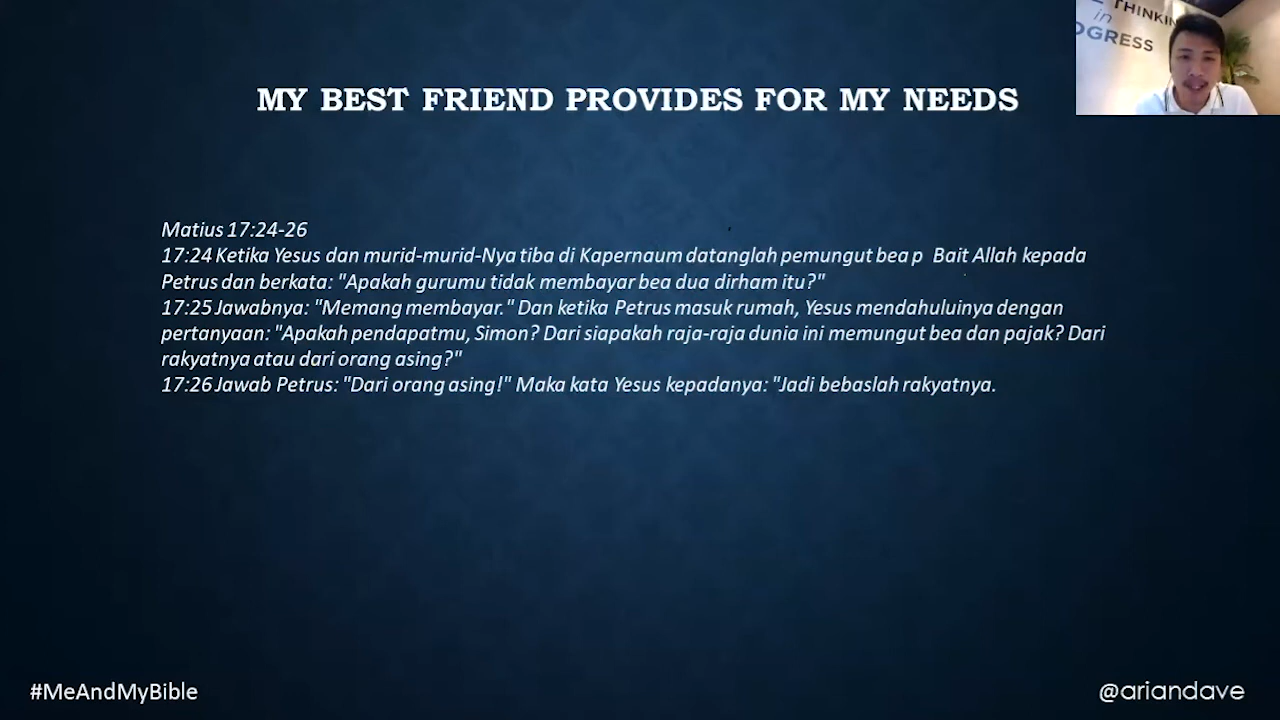 THINKIN
in
OGRESS
MY BEST FRIEND PROVIDES FOR MY NEEDS
Matius 17:24-26
17:24 Ketika Yesus dan murid-murid-Nya tiba di Kapernaum datanglah pemungut bea p Bait Allah kepada
Petrus dan berkata: "Apakah gurumu tidak membayar bea dua dirham itu?"
17:25 Jawabnya: "Memang membayar." Dan ketika Petrus masuk rumah, Yesus mendahuluinya dengan
pertanyaan: "Apakah pendapatmu, Simon? Dari siapakah raja-raja dunia ini memungut bea dan pajak? Dari
rakyatnya atau dari orang asing?"
17:26 Jawab Petrus: "Dari orang asing!" Maka kata Yesus kepadanya: "Jadi bebaslah rakyatnya.
#MeAndMyBible
@ariandave